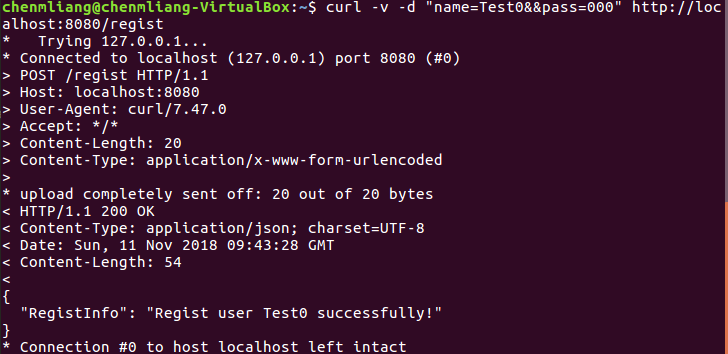 chenmliang@chenmliang-VirtualBox:~$ curl -v -d "name=Test0&&pass=000" http://loc
alhost:8080/regist
*   Trying 127.0.0.1...
* Connected to localhost (127.0.0.1) port 8080 (#0)
> POST /regist HTTP/1.1
> Host: localhost:8080
> User-Agent: curl/7.47.0
> Accept: */*
> Content-Length: 20
> Content-Type: application/x-www-form-urlencoded
>
* upload completely sent off: 20 out of 20 bytes
< HTTP/1.1 200 OK
< Content-Type: application/json; charset=UTF-8
< Date: Sun, 11 Nov 2018 09:43:28 GMT
< Content-Length: 54
<
{
  "RegistInfo": "Regist user Test0 successfully!"
}
* Connection #0 to host localhost left intact